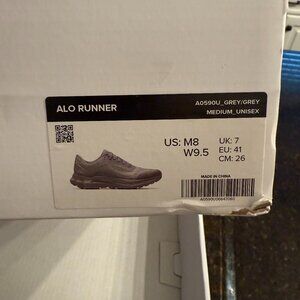 ALO RUNNER
A0590U_GREY/GREY
MEDIUM_UNISEX
US: M8
W9.5
UK: 7
EU: 41
CM: 26
MADE IN CHINA